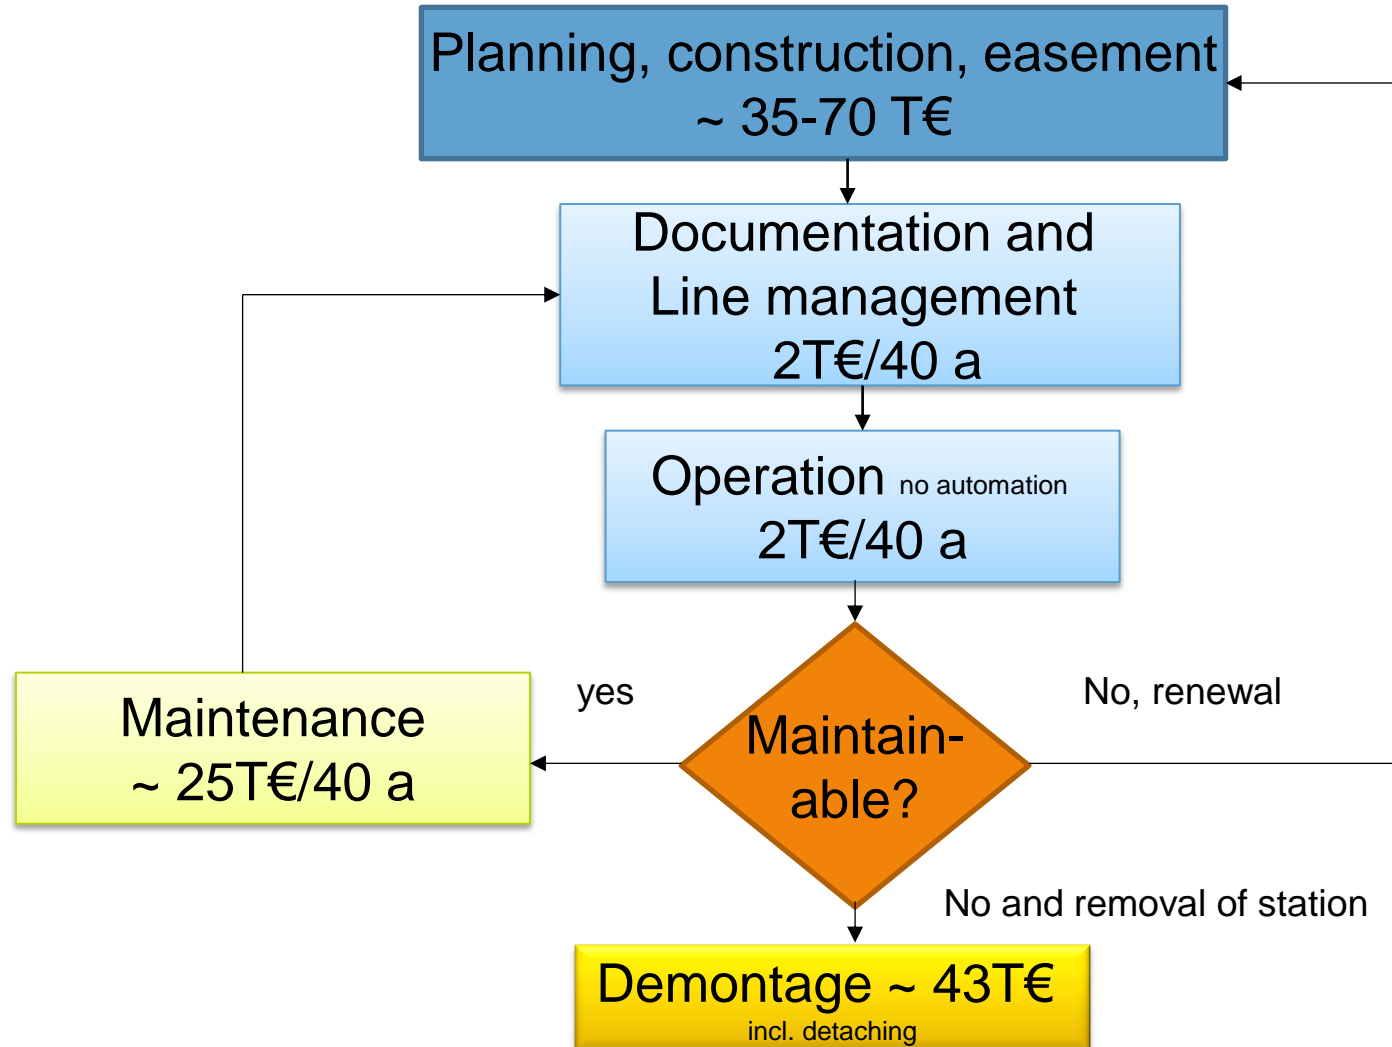 Planning, construction, easement
~ 35-70 T€
Documentation and
Line management
2T€/40 a
Operation no automation
2T€/40 a
yes
No, renewal
Maintenance
~ 25T€/40 a
Maintain-
able?
No and removal of station
Demontage ~ 43T€
incl. detaching